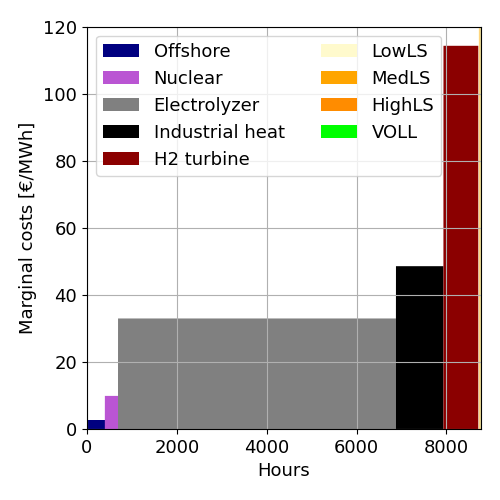 120
100
80
60
40
20
0
Marginal costs [€/MWh]
Offshore
Nuclear
Electrolyzer
Industrial heat
H2 turbine
LowLS
MedLS
HighLS
VOLL
0 2000 4000 6000 8000
Hours